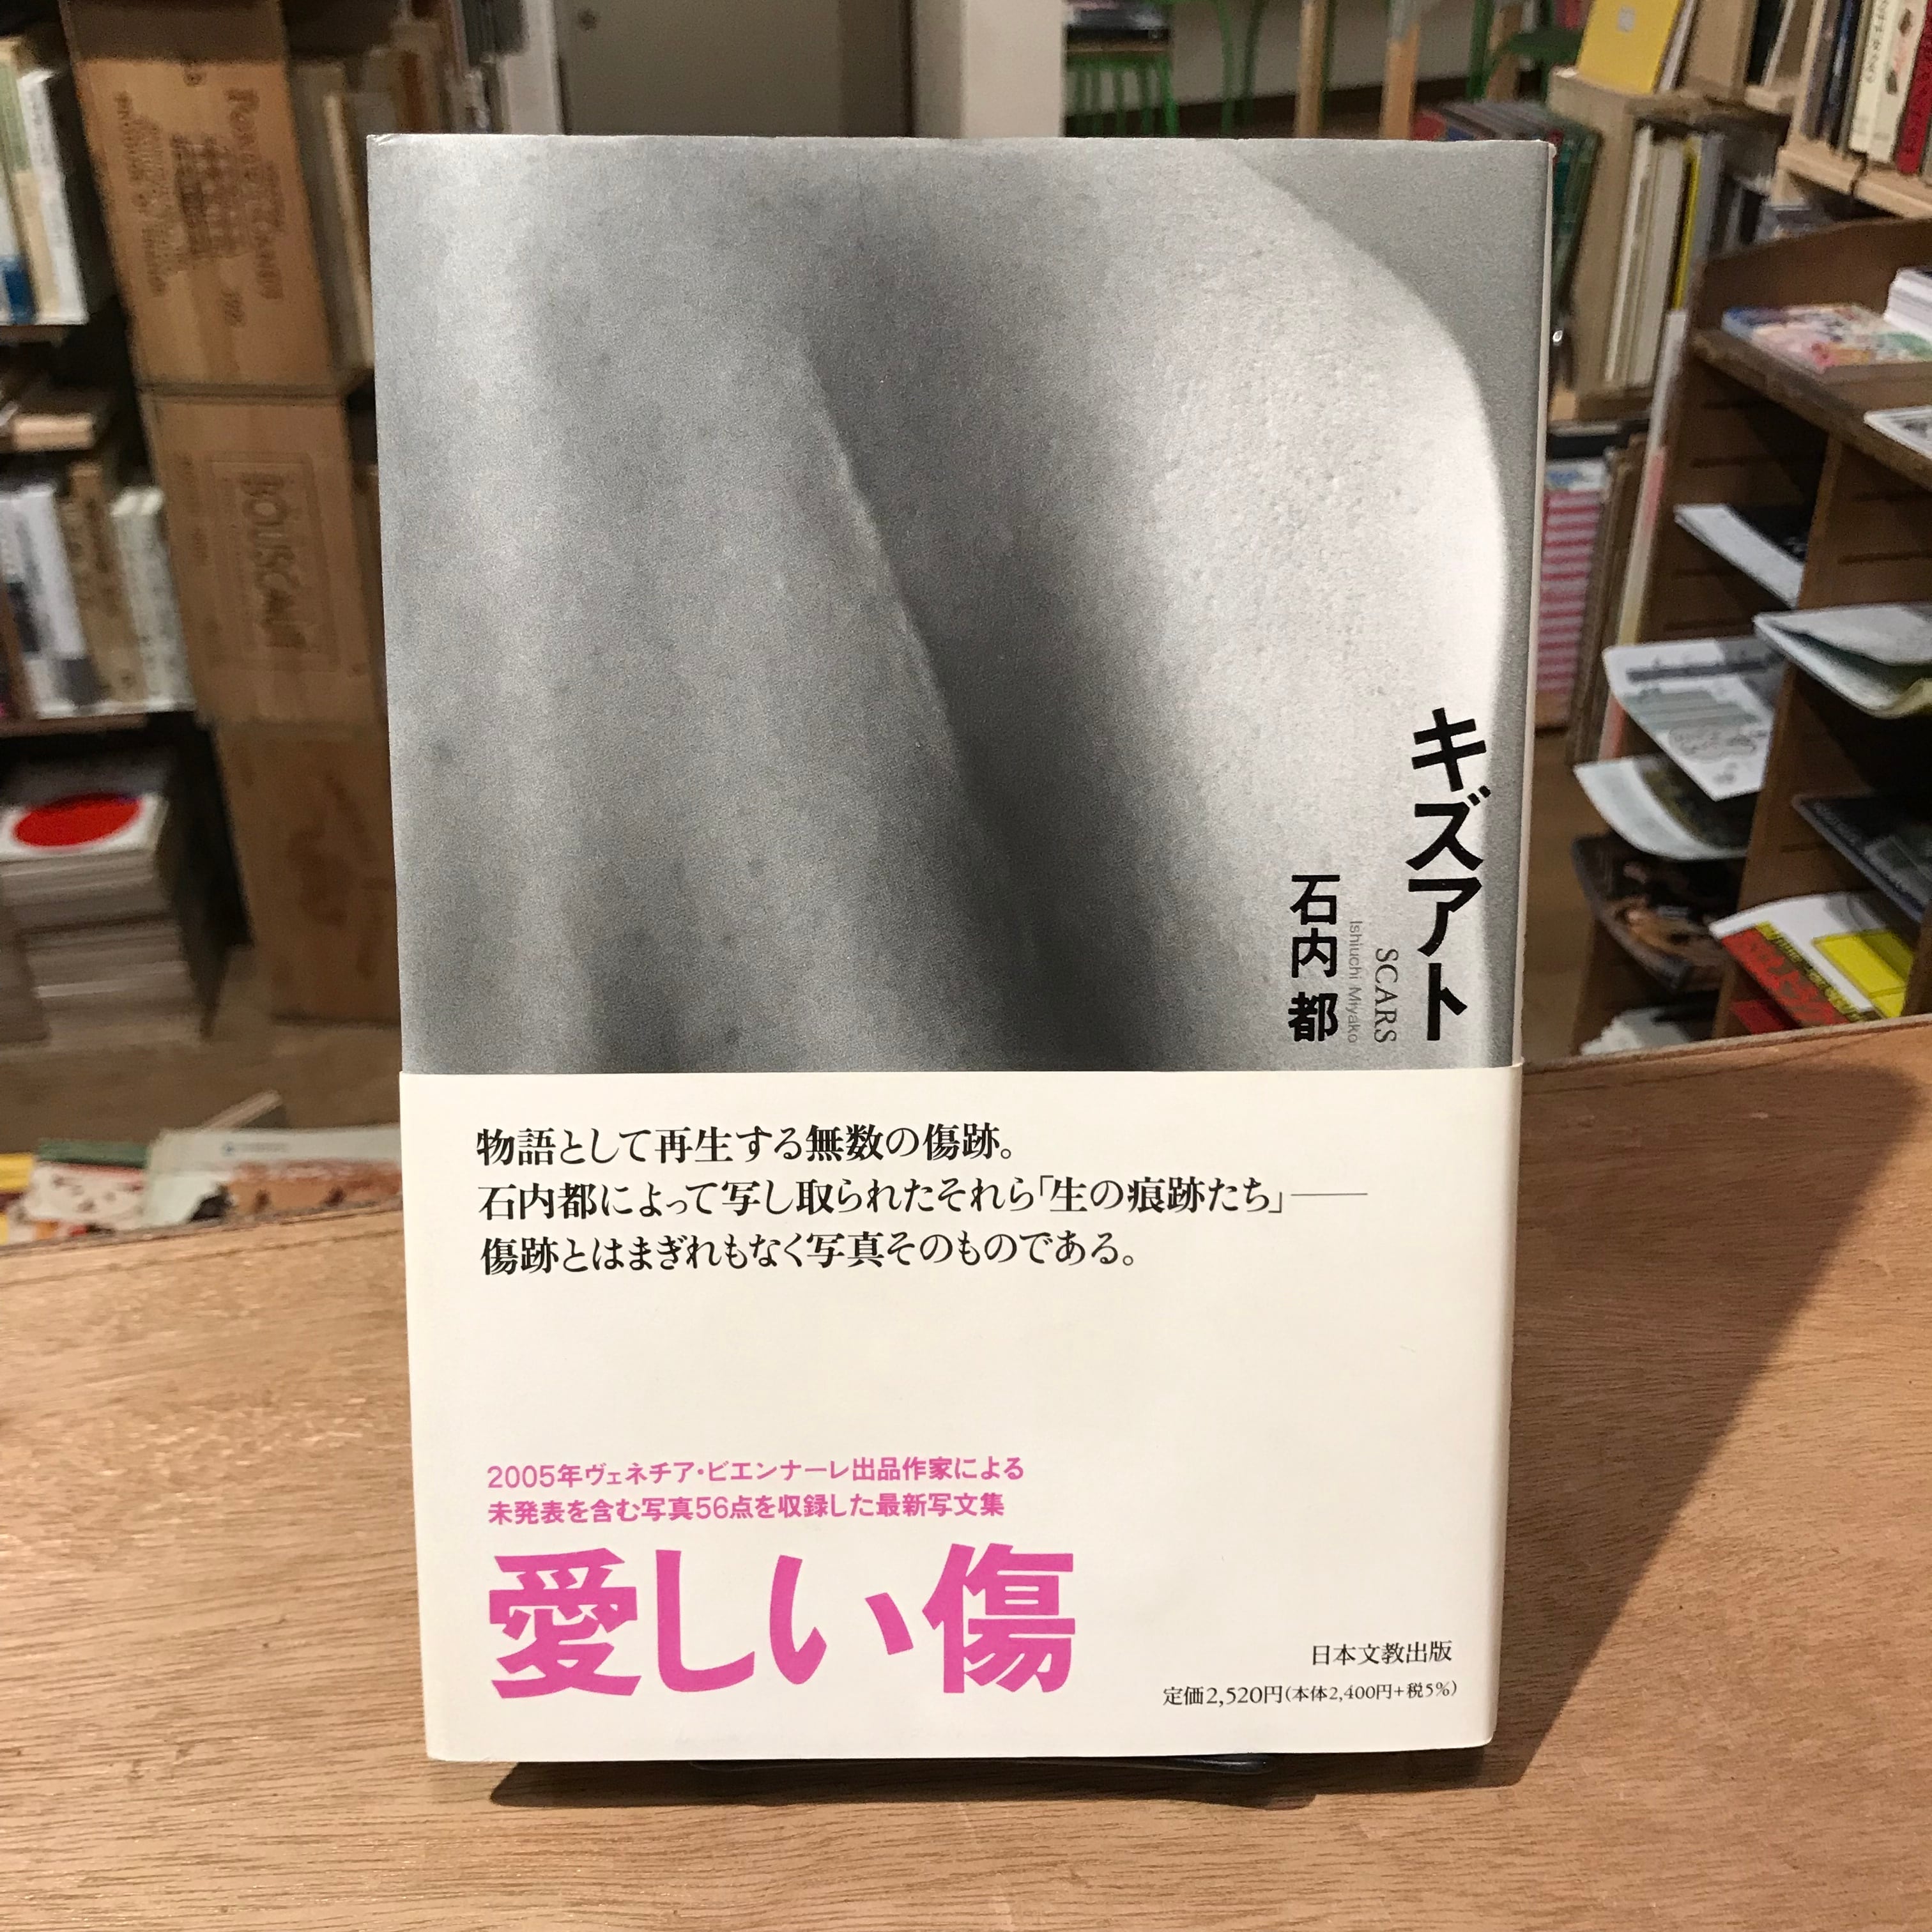 キズアト
SCARS
Ishiuchi Miyako
石内 都
物語として再生する無数の傷跡。
石内都によって写し取られたそれら「生の痕跡たち」――
傷跡とはまぎれもなく写真そのものである。
2005年ヴェネチア・ビエンナーレ出品作家による
未発表を含む写真56点を収録した最新写文集
愛しい傷
日本文教出版
定価2,520円(本体2,400円+税5%)
BOUSCAUT